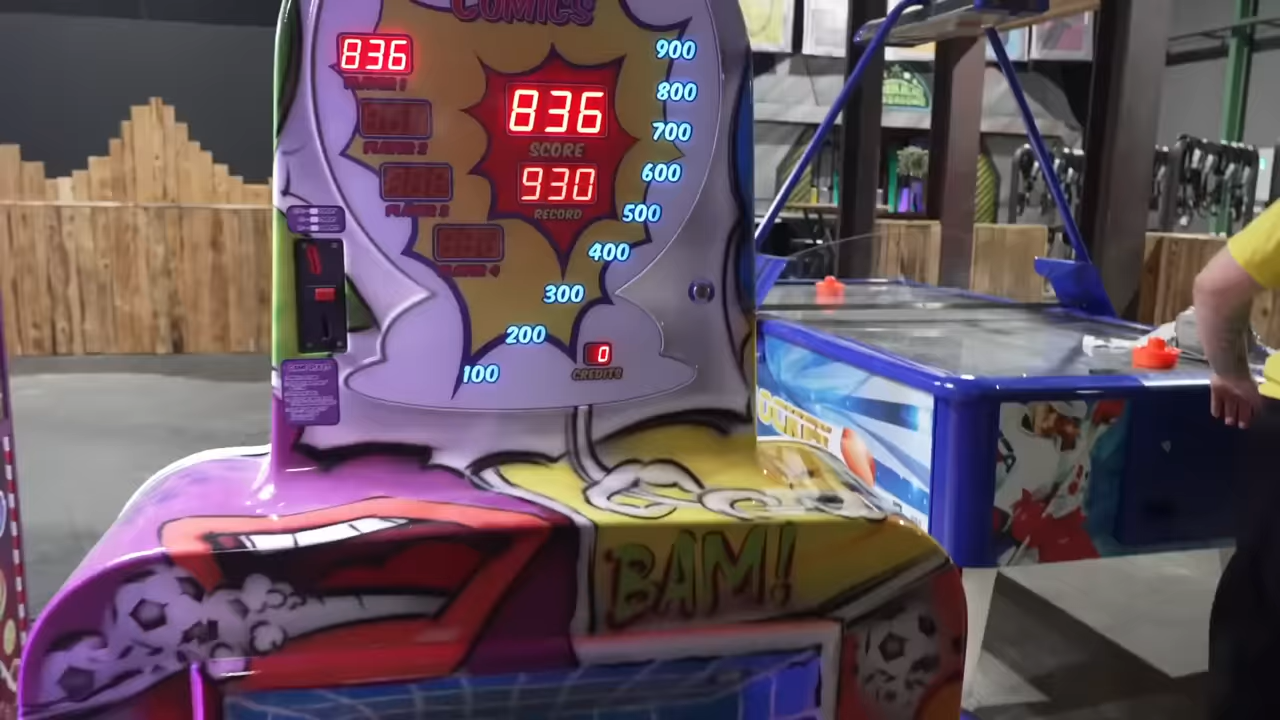 COMICS
836
PLAYER 1
PLAYER 2
PLAYER 3
PLAYER 4
836
SCORE
930
RECORD
900
800
700
600
500
400
300
200
100
0
CREDITS
BAM!